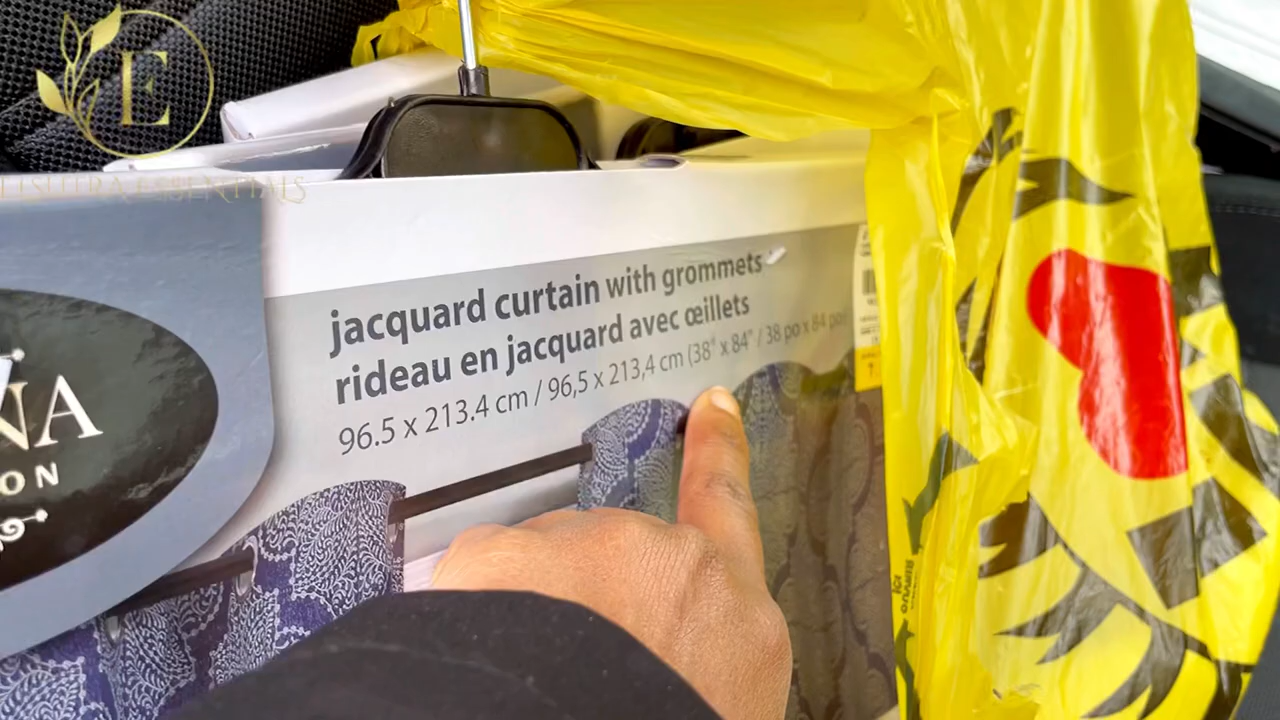 E
ESSENTIALS
jacquard curtain with grommets
rideau en jacquard avec œillets
96.5 x 213.4 cm / 96,5 x 213,4 cm (38" x 84" / 38 po x 84 po)
NA
ON